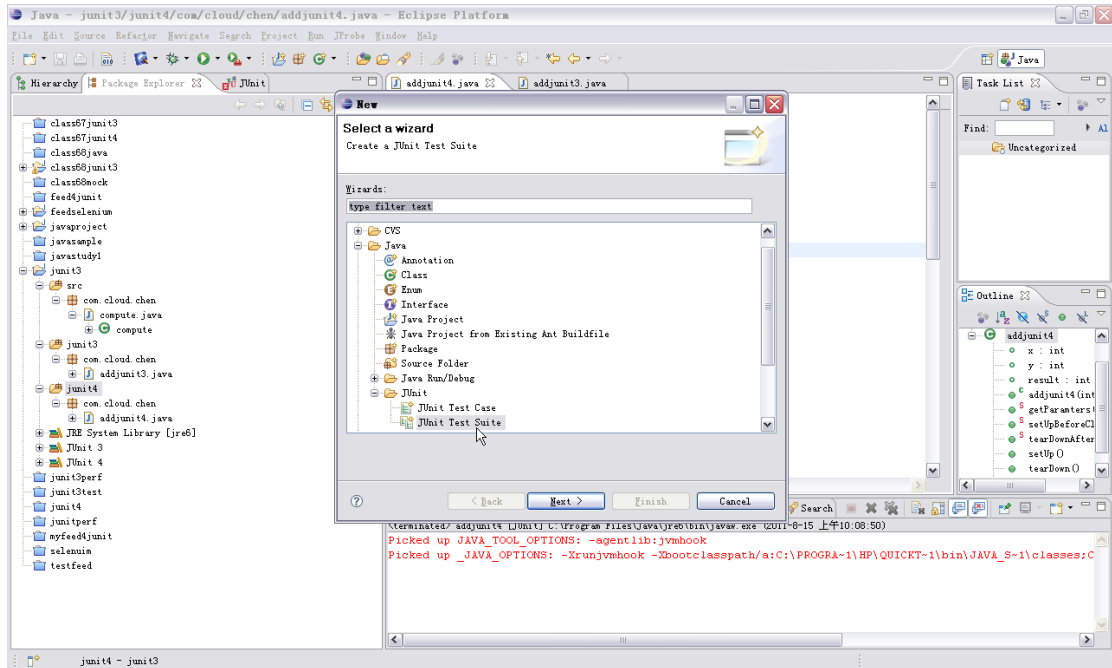 Java - junit3/junit4/com/cloud/chen/addjunit4.java - Eclipse Platform
File Edit Source Refactor Navigate Search Project Run JProbe Window Help
Java
Hierarchy Package Explorer JUnit
addjunit4.java addjunit3.java
Task List
class67junit3
class67junit4
class68java
class68junit3
class68mock
feed4junit
feedselenium
javaproject
javasample
javastudy1
junit3
src
com.cloud.chen
compute.java
compute
junit3
com.cloud.chen
addjunit3.java
junit4
com.cloud.chen
addjunit4.java
JRE System Library [jre6]
JUnit 3
JUnit 4
junit3perf
junit3test
junit4
junitperf
myfeed4junit
selenuim
testfeed
New
Select a wizard
Create a JUnit Test Suite
Wizards:
type filter text
CVS
Java
Annotation
Class
Enum
Interface
Java Project
Java Project from Existing Ant Buildfile
Package
Source Folder
Java Run/Debug
JUnit
JUnit Test Case
JUnit Test Suite
< Back Next > Finish Cancel
Find: Al
Uncategorized
Outline
addjunit4
x : int
y : int
result : int
addjunit4(int
getParamters(
setUpBeforeCl
tearDownAfter
setUp()
tearDown()
Search
<terminated> addjunit4 [JUnit] C:\Program Files\Java\jre6\bin\javaw.exe (2011-8-15 上午10:08:50)
Picked up JAVA_TOOL_OPTIONS: -agentlib:jvmhook
Picked up _JAVA_OPTIONS: -Xrunjvmhook -Xbootclasspath/a:C:\PROGRA~1\HP\QUICKT~1\bin\JAVA_S~1\classes;C
junit4 - junit3